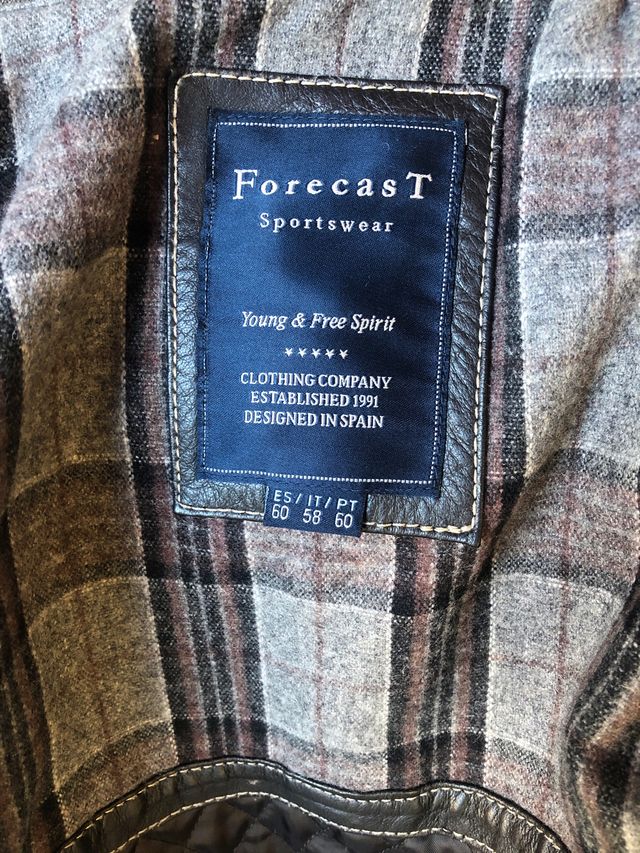 ForecasT
Sportswear
Young & Free Spirit
★★★★★
CLOTHING COMPANY
ESTABLISHED 1991
DESIGNED IN SPAIN
ES/ IT/ PT
60 58 60